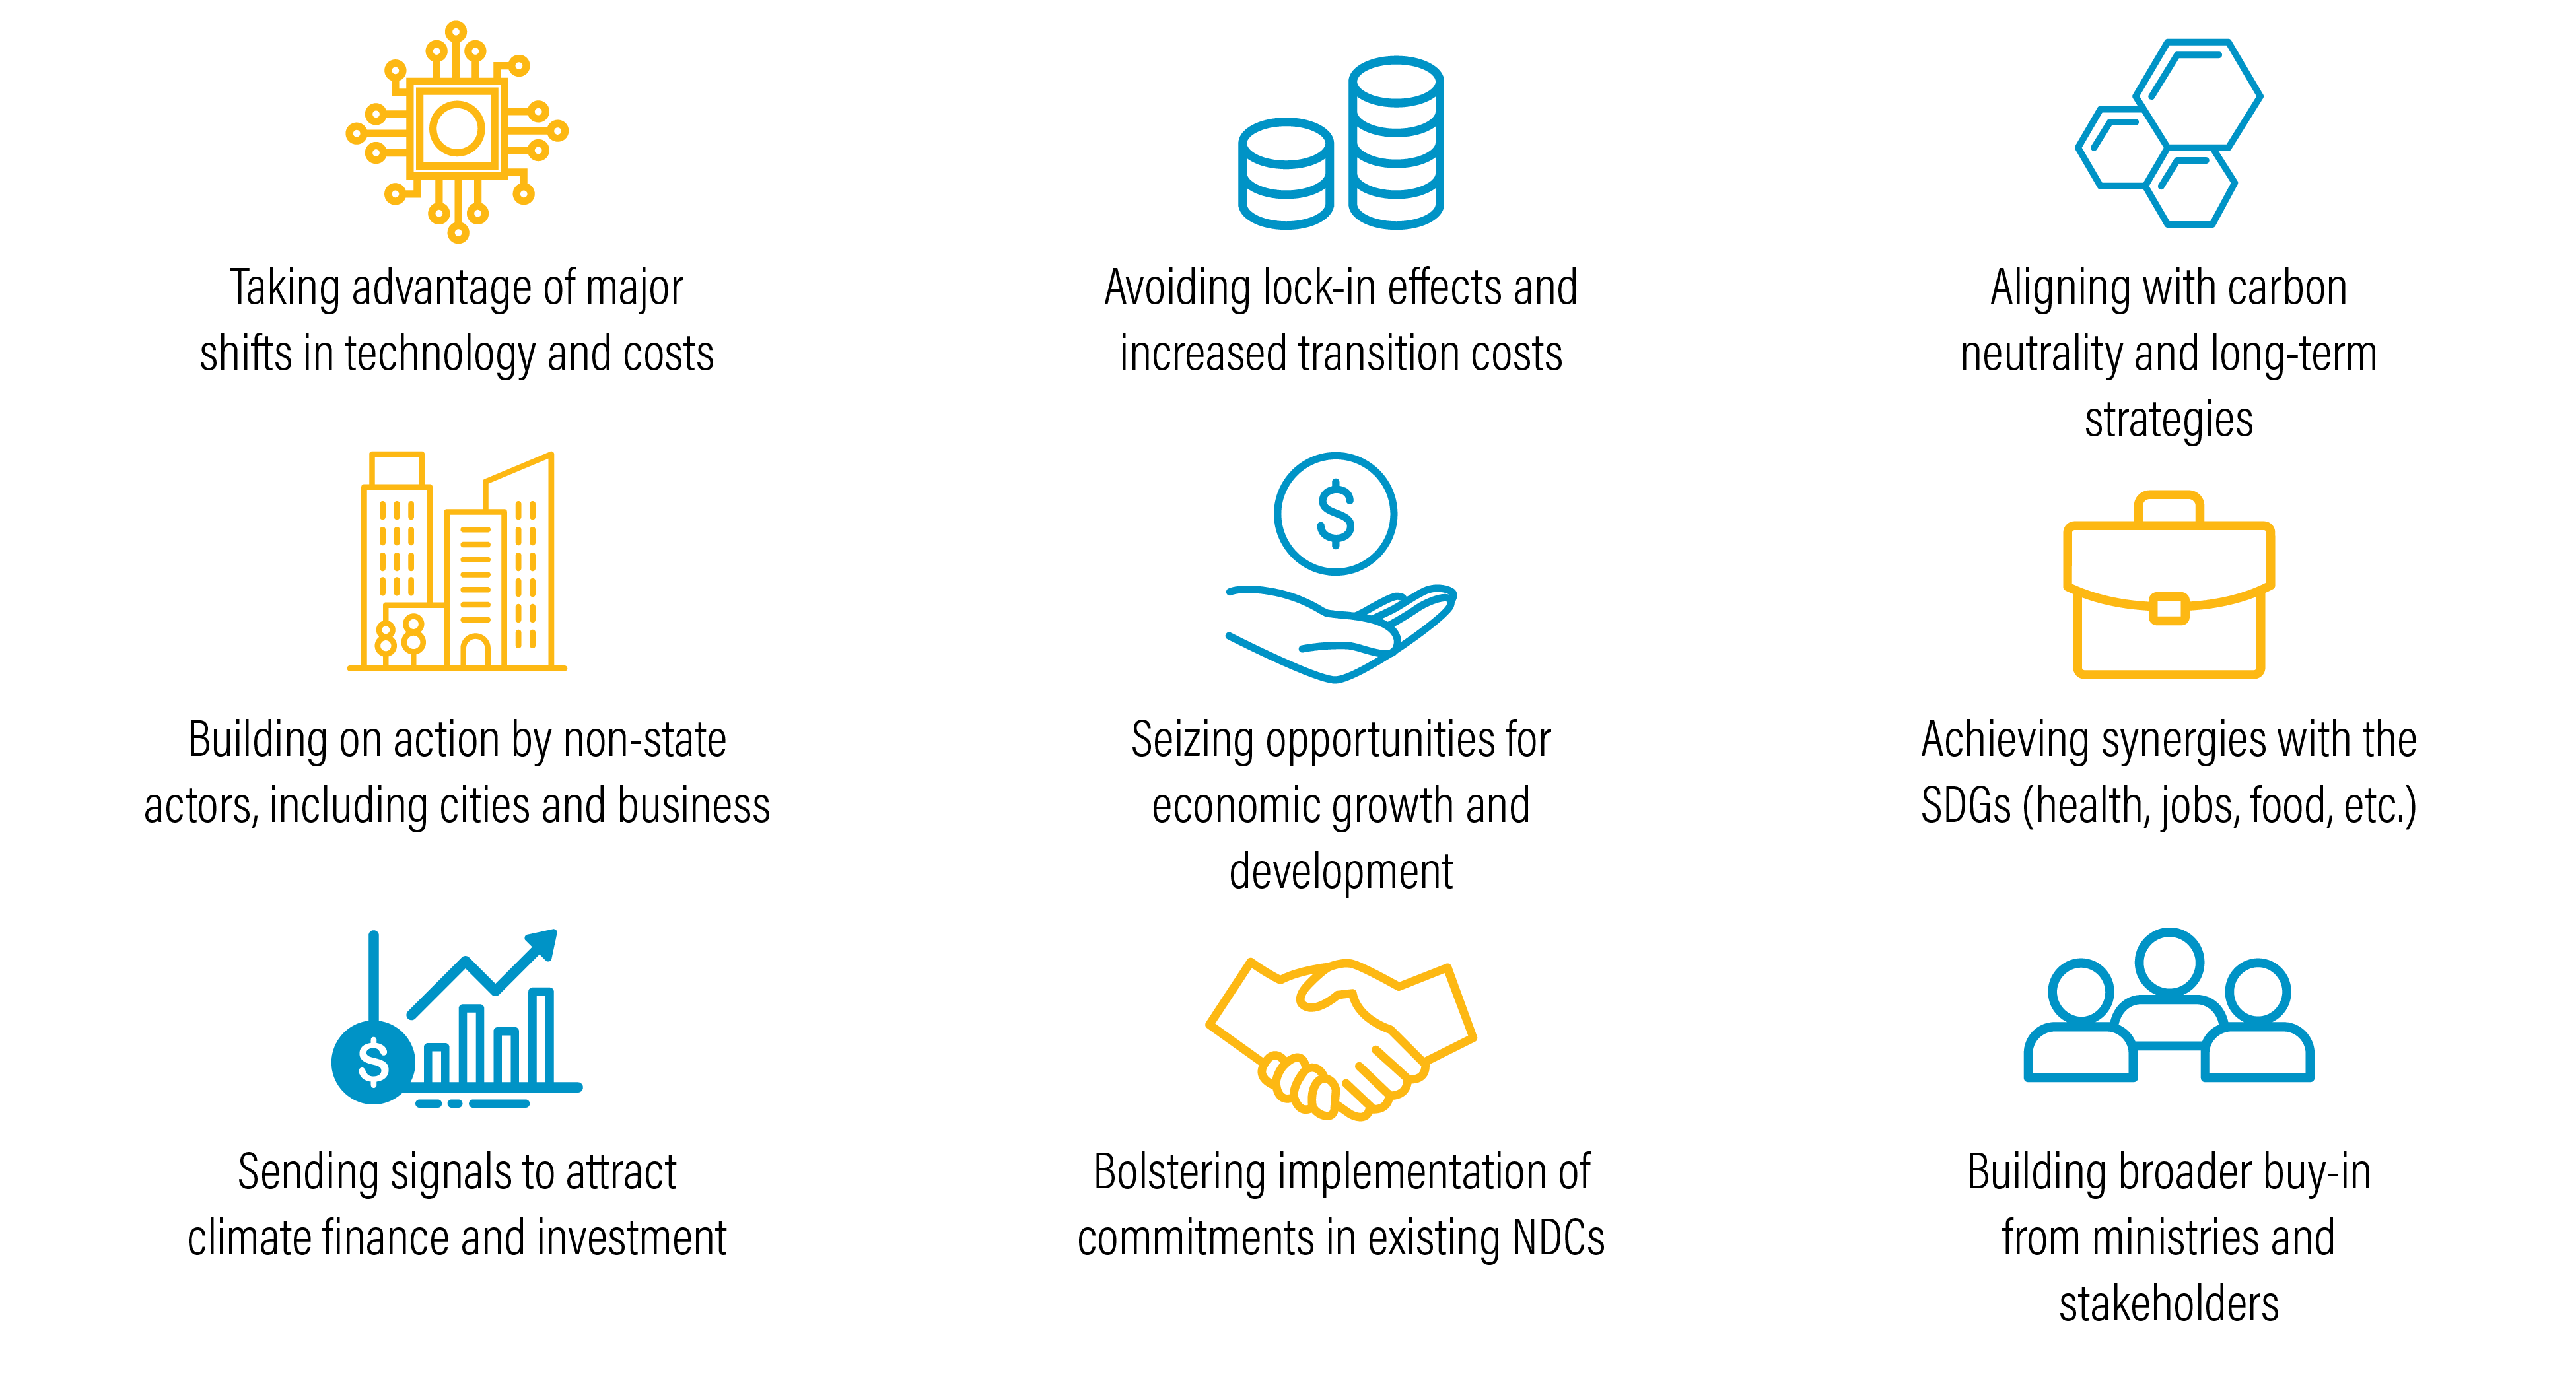 Taking advantage of major
shifts in technology and costs
Avoiding lock-in effects and
increased transition costs
Aligning with carbon
neutrality and long-term
strategies
Building on action by non-state
actors, including cities and business
$
Seizing opportunities for
economic growth and
development
Achieving synergies with the
SDGs (health, jobs, food, etc.)
$
Sending signals to attract
climate finance and investment
Bolstering implementation of
commitments in existing NDCs
Building broader buy-in
from ministries and
stakeholders